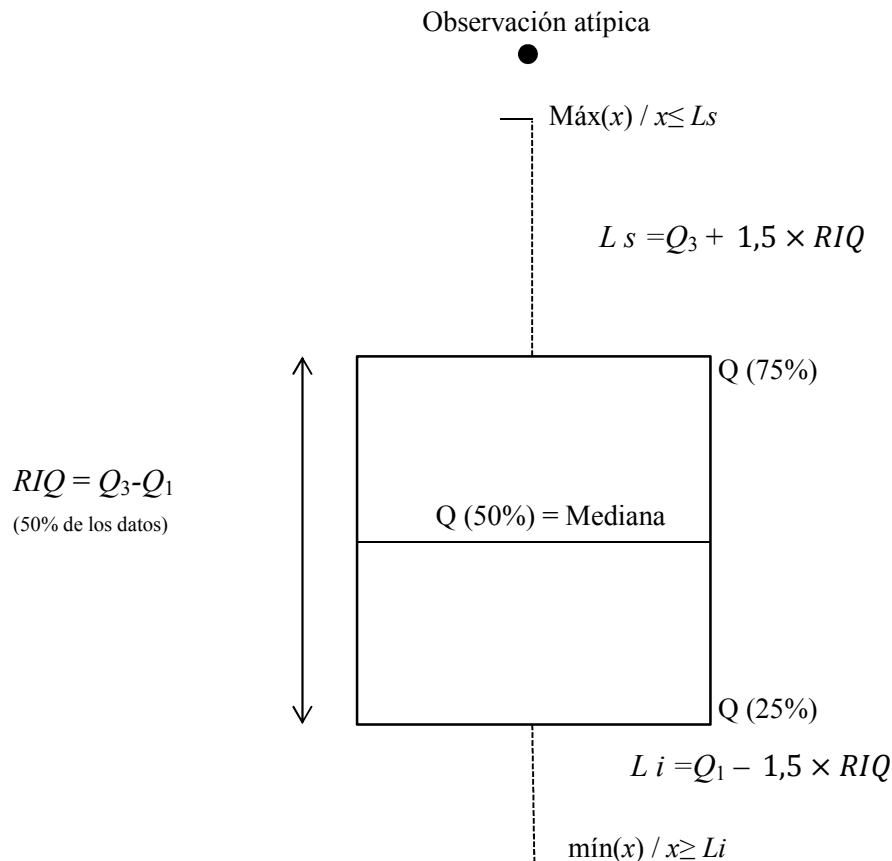 Observación atípica
Máx(x) / x≤ Ls
L s =Q3 + 1,5 × RIQ
Q (75%)
RIQ = Q3-Q1
(50% de los datos)
Q (50%) = Mediana
Q (25%)
L i =Q1 – 1,5 × RIQ
mín(x) / x≥ Li